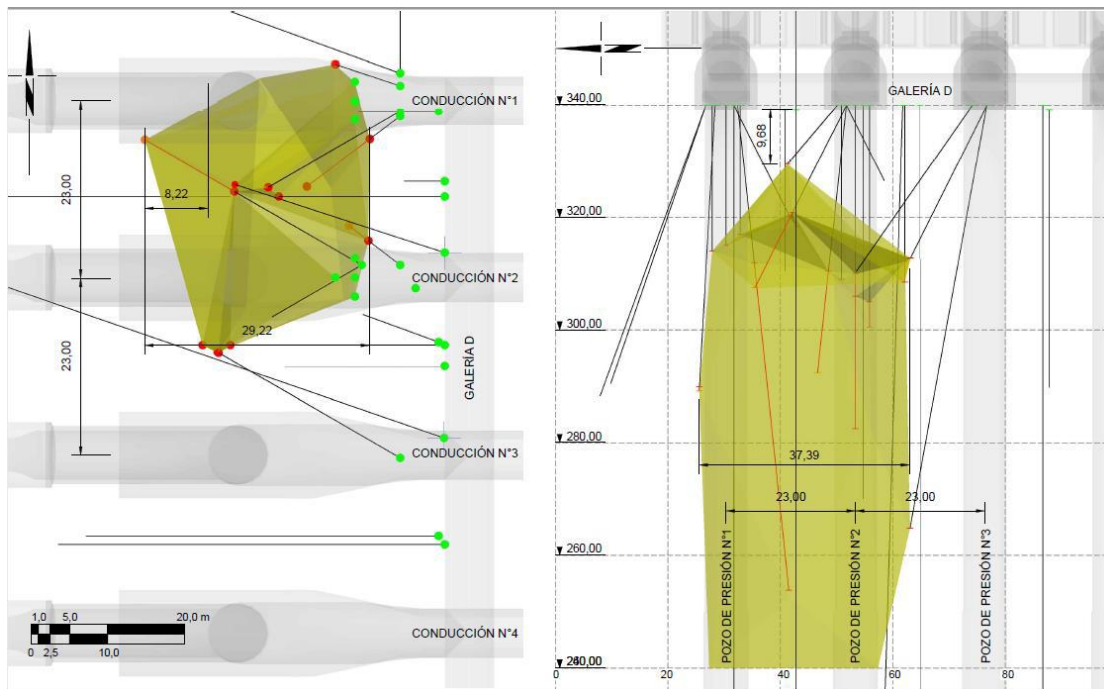 CONDUCCIÓN N°1
23,00
8,22
CONDUCCIÓN N°2
29,22
23,00
GALERÍA D
CONDUCCIÓN N°3
CONDUCCIÓN N°4
1,0 5,0 20,0 m
0 2,5 10,0
GALERÍA D
340,00
9,68
320,00
300,00
280,00
37,39
23,00 23,00
260,00
POZO DE PRESIÓN N°1
POZO DE PRESIÓN N°2
POZO DE PRESIÓN N°3
0 20 40 60 80